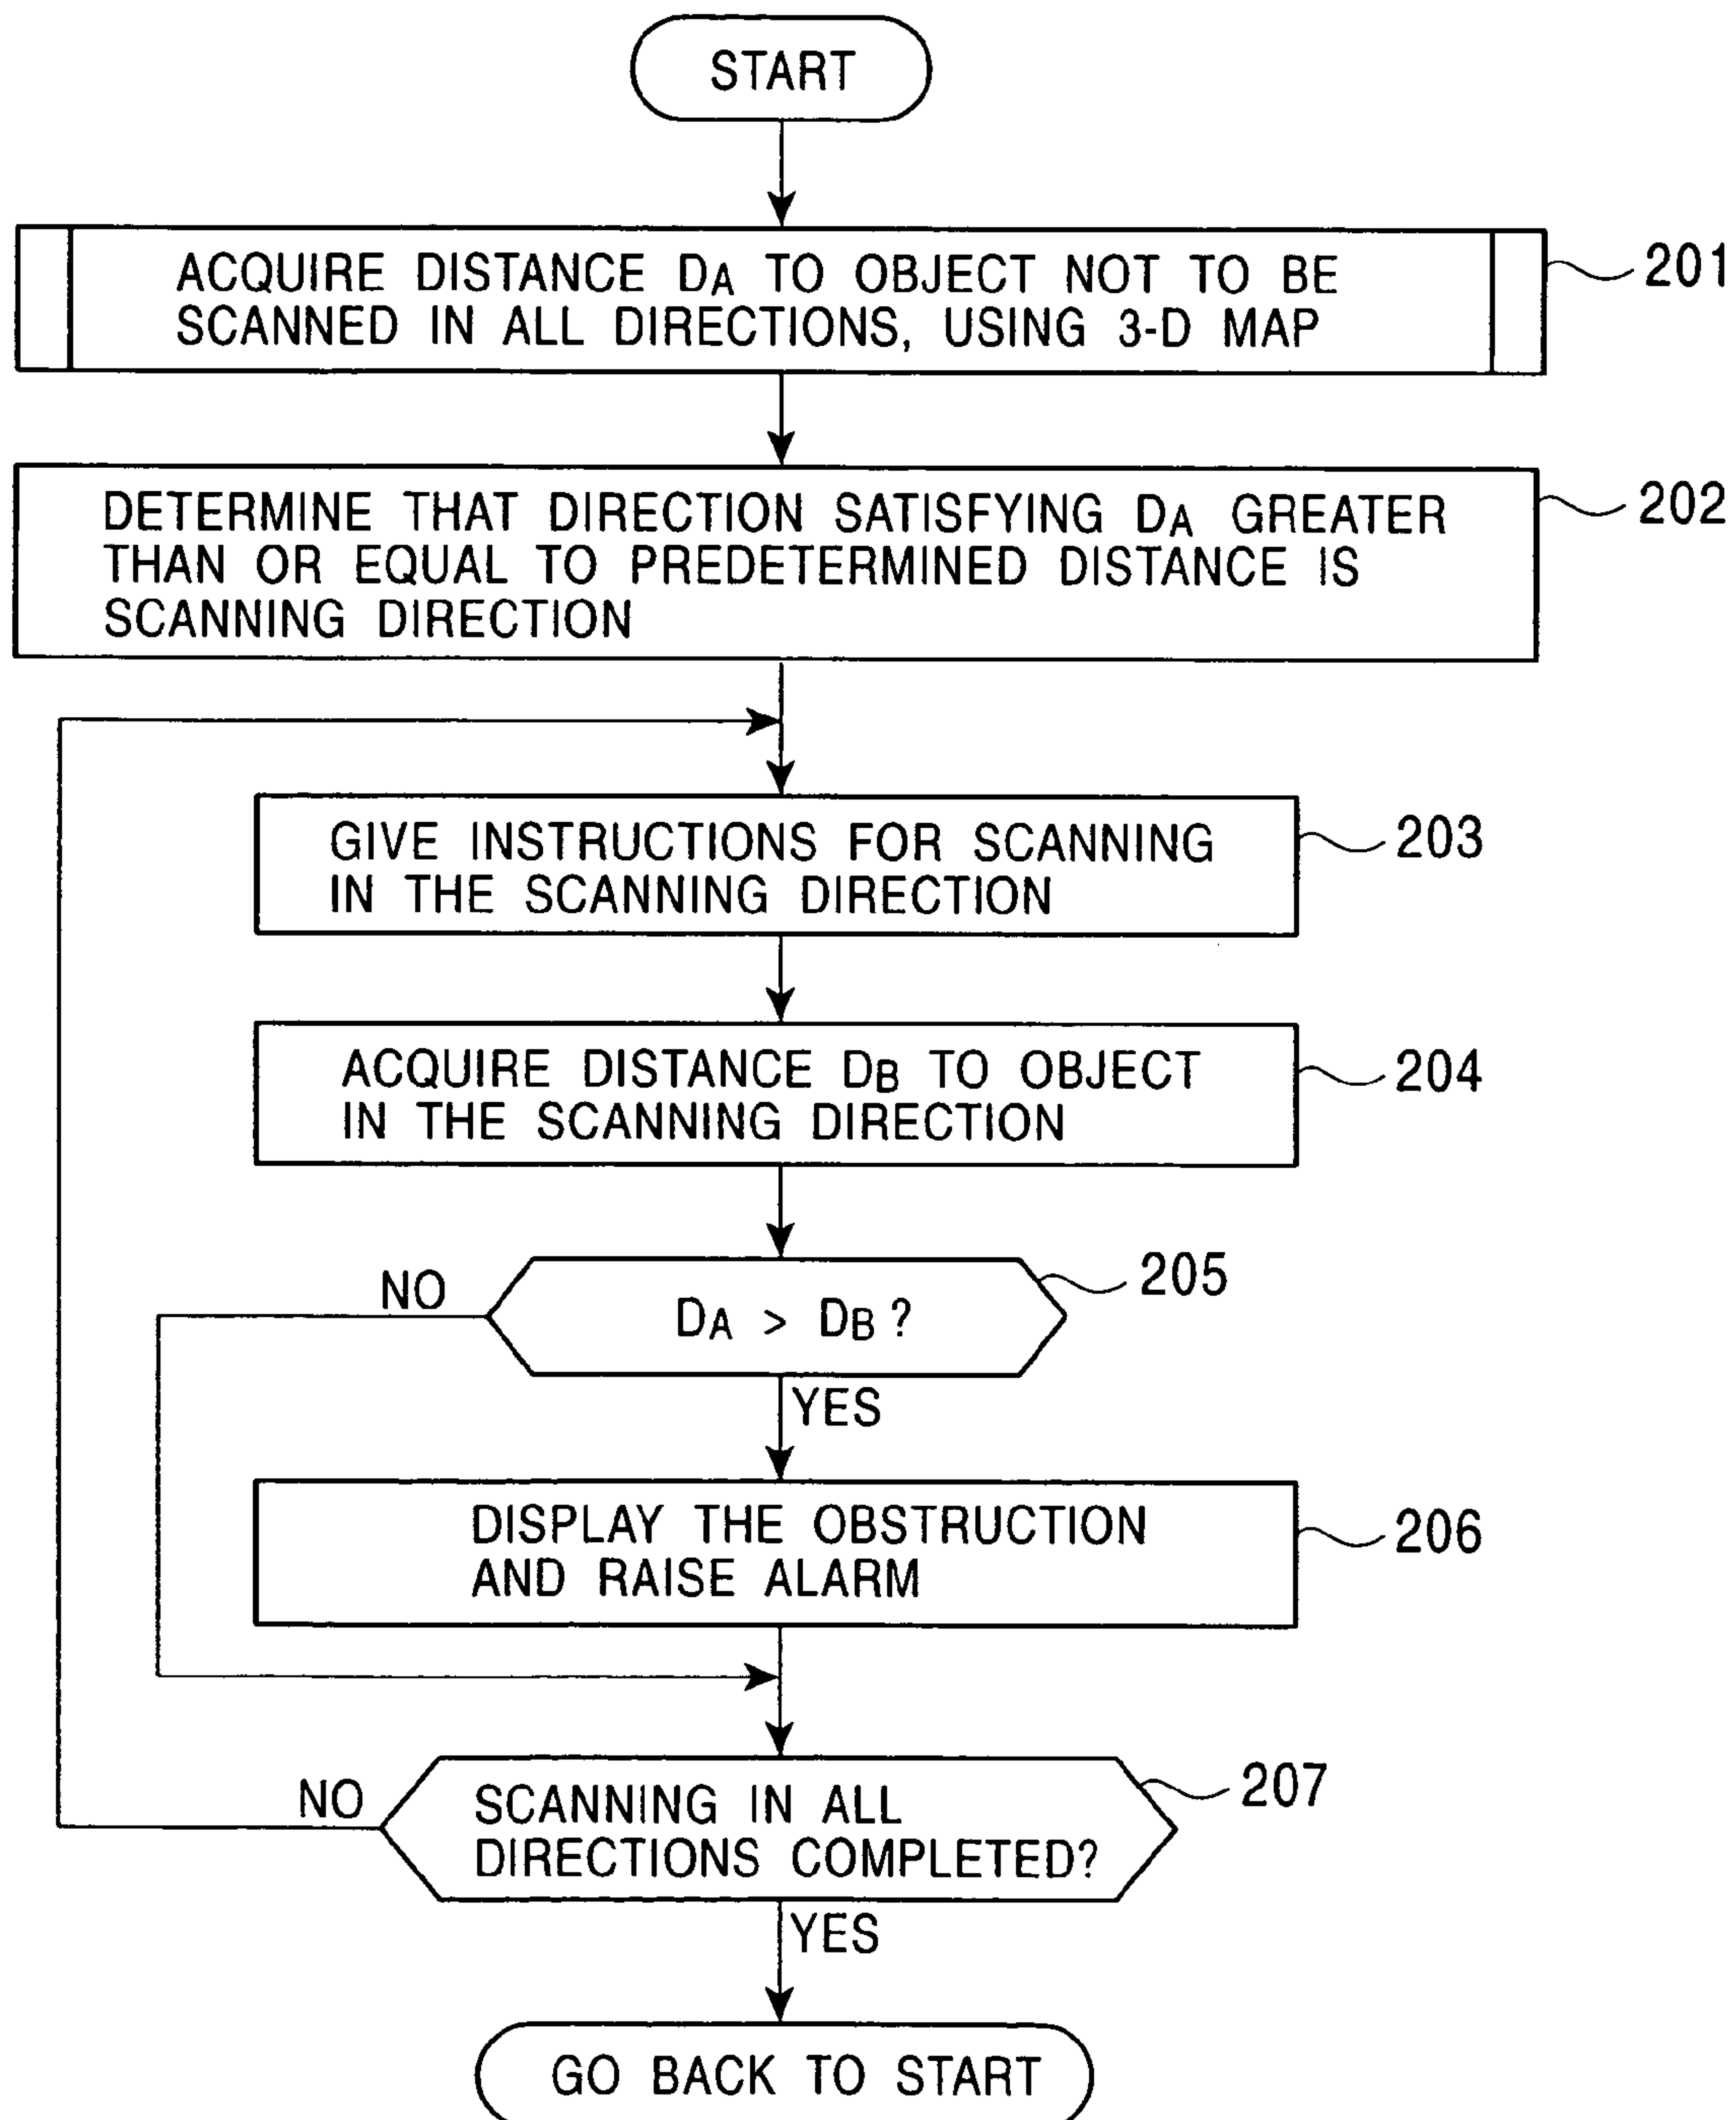 START
ACQUIRE DISTANCE DA TO OBJECT NOT TO BE
SCANNED IN ALL DIRECTIONS, USING 3-D MAP
201
DETERMINE THAT DIRECTION SATISFYING DA GREATER
THAN OR EQUAL TO PREDETERMINED DISTANCE IS
SCANNING DIRECTION
202
GIVE INSTRUCTIONS FOR SCANNING
IN THE SCANNING DIRECTION
203
ACQUIRE DISTANCE DB TO OBJECT
IN THE SCANNING DIRECTION
204
NO
DA > DB ?
205
YES
DISPLAY THE OBSTRUCTION
AND RAISE ALARM
206
NO
SCANNING IN ALL
DIRECTIONS COMPLETED?
207
YES
GO BACK TO START